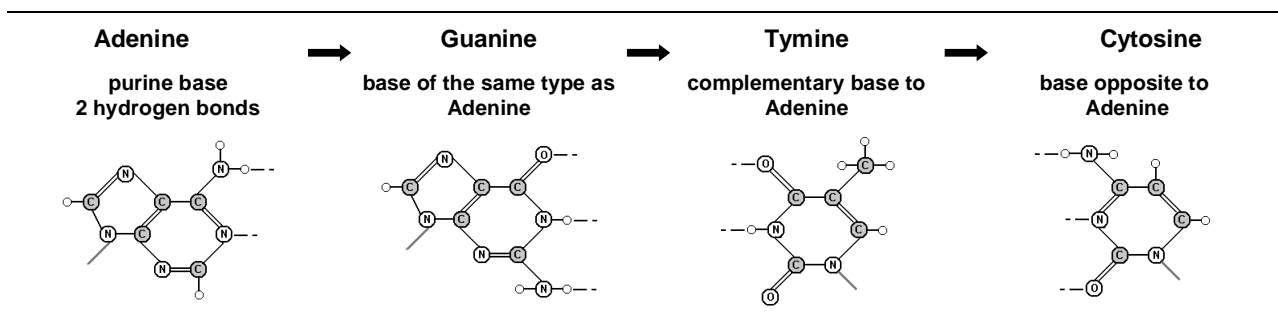 Adenine
purine base
2 hydrogen bonds
Guanine
base of the same type as
Adenine
Tymine
complementary base to
Adenine
Cytosine
base opposite to
Adenine
N
N
C
C
C
N
C
N
N
C
N
O
C
C
C
N
C
N
N
C
N
O
C
C
C
N
C
C
N
O
N
C
C
N
C
C
N
O